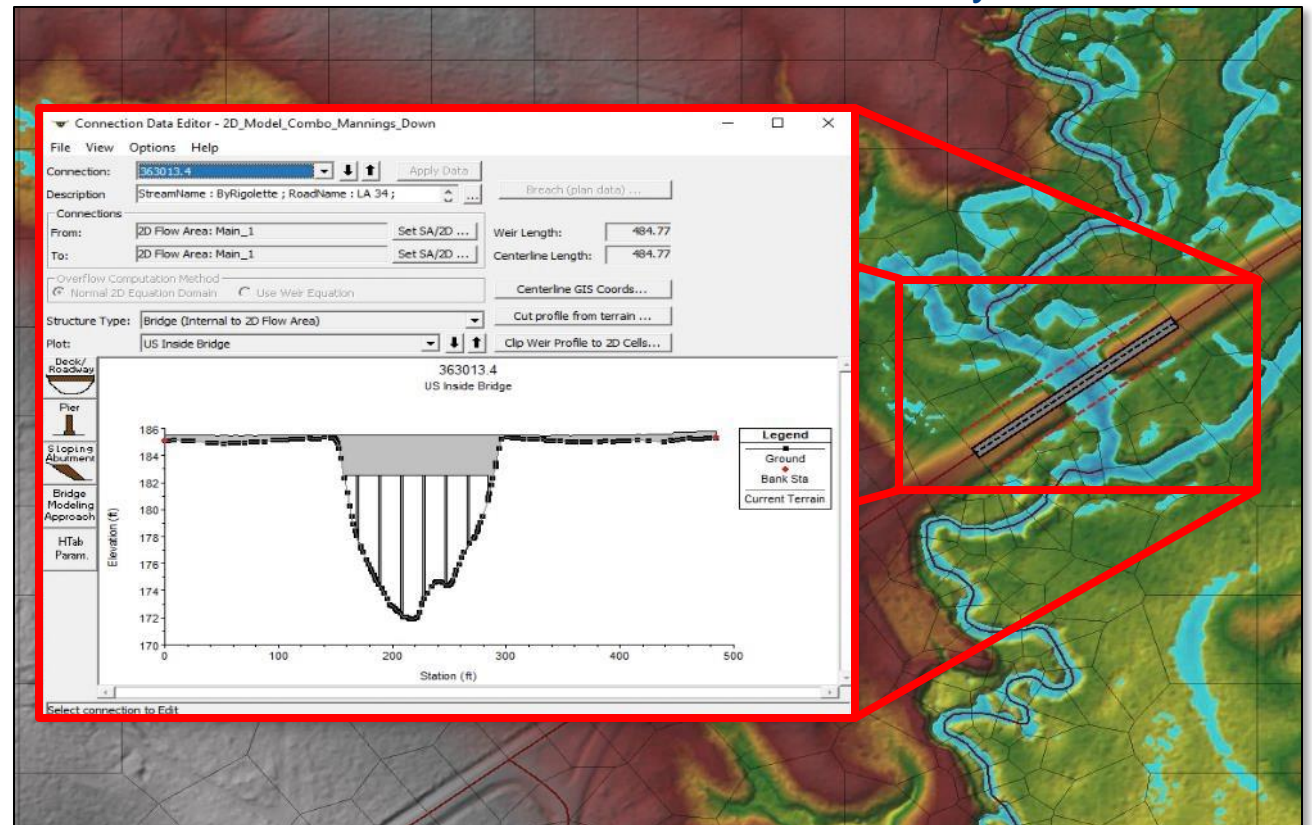 Connection Data Editor - 2D_Model_Combo_Mannings_Down
File View Options Help
Connection: 363013.4 Apply Data
Description StreamName : ByRigolette ; RoadName : LA 34 ; ... Breach (plan data) ...
Connections
From: 2D Flow Area: Main_1 Set SA/2D ... Weir Length: 484.77
To: 2D Flow Area: Main_1 Set SA/2D ... Centerline Length: 484.77
Overflow Computation Method
Normal 2D Equation Domain Use Weir Equation Centerline GIS Coords...
Structure Type: Bridge (Internal to 2D Flow Area) Cut profile from terrain ...
Plot: US Inside Bridge Clip Weir Profile to 2D Cells...
Deck/
Roadway
Pier
Sloping
Abutment
Bridge
Modeling
Approach
HTab
Param.
363013.4
US Inside Bridge
Elevation (ft)
186
184
182
180
178
176
174
172
170
0 100 200 300 400 500
Station (ft)
Legend
Ground
Bank Sta
Current Terrain
Select connection to Edit